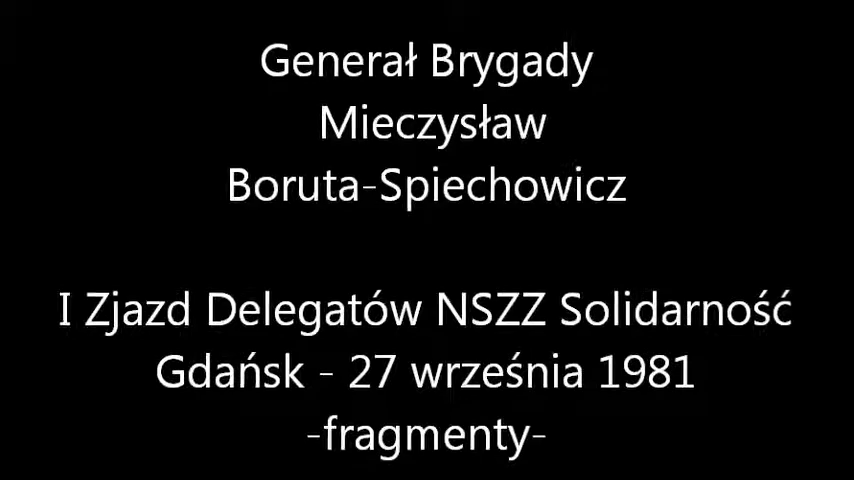 Generał Brygady
Mieczysław
Boruta-Spiechowicz
I Zjazd Delegatów NSZZ Solidarność
Gdańsk - 27 września 1981
-fragmenty-